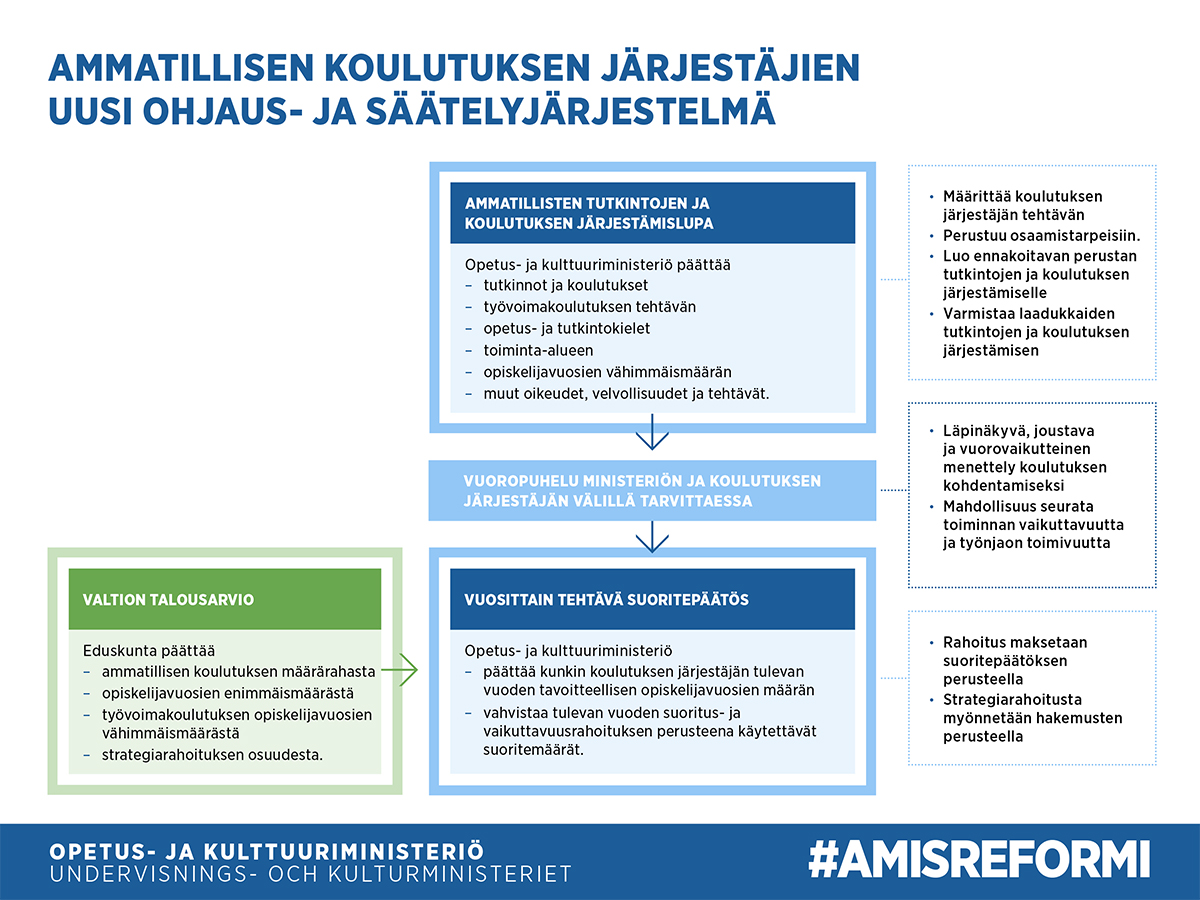 AMMATILLISEN KOULUTUKSEN JÄRJESTÄJIEN
UUSI OHJAUS- JA SÄÄTELYJÄRJESTELMÄ
AMMATILLISTEN TUTKINTOJEN JA
KOULUTUKSEN JÄRJESTÄMISLUPA
Opetus- ja kulttuuriministeriö päättää
– tutkinnot ja koulutukset
– työvoimakoulutuksen tehtävän
– opetus- ja tutkintokielet
– toiminta-alueen
– opiskelijavuosien vähimmäismäärän
– muut oikeudet, velvollisuudet ja tehtävät.
• Määrittää koulutuksen
järjestäjän tehtävän
• Perustuu osaamistarpeisiin.
• Luo ennakoitavan perustan
tutkintojen ja koulutuksen
järjestämiselle
• Varmistaa laadukkaiden
tutkintojen ja koulutuksen
järjestämisen
VUOROPUHELU MINISTERIÖN JA KOULUTUKSEN
JÄRJESTÄJÄN VÄLILLÄ TARVITTAESSA
• Läpinäkyvä, joustava
ja vuorovaikutteinen
menettely koulutuksen
kohdentamiseksi
• Mahdollisuus seurata
toiminnan vaikuttavuutta
ja työnjaon toimivuutta
VALTION TALOUSARVIO
Eduskunta päättää
– ammatillisen koulutuksen määrärahasta
– opiskelijavuosien enimmäismäärästä
– työvoimakoulutuksen opiskelijavuosien
vähimmäismäärästä
– strategiarahoituksen osuudesta.
VUOSITTAIN TEHTÄVÄ SUORITEPÄÄTÖS
Opetus- ja kulttuuriministeriö
– päättää kunkin koulutuksen järjestäjän tulevan
vuoden tavoitteellisen opiskelijavuosien määrän
– vahvistaa tulevan vuoden suoritus- ja
vaikuttavuusrahoituksen perusteena käytettävät
suoritemäärät.
• Rahoitus maksetaan
suoritepäätöksen
perusteella
• Strategiarahoitusta
myönnetään hakemusten
perusteella
OPETUS- JA KULTTUURIMINISTERIÖ
UNDERVISNINGS- OCH KULTURMINISTERIET
#AMISREFORMI